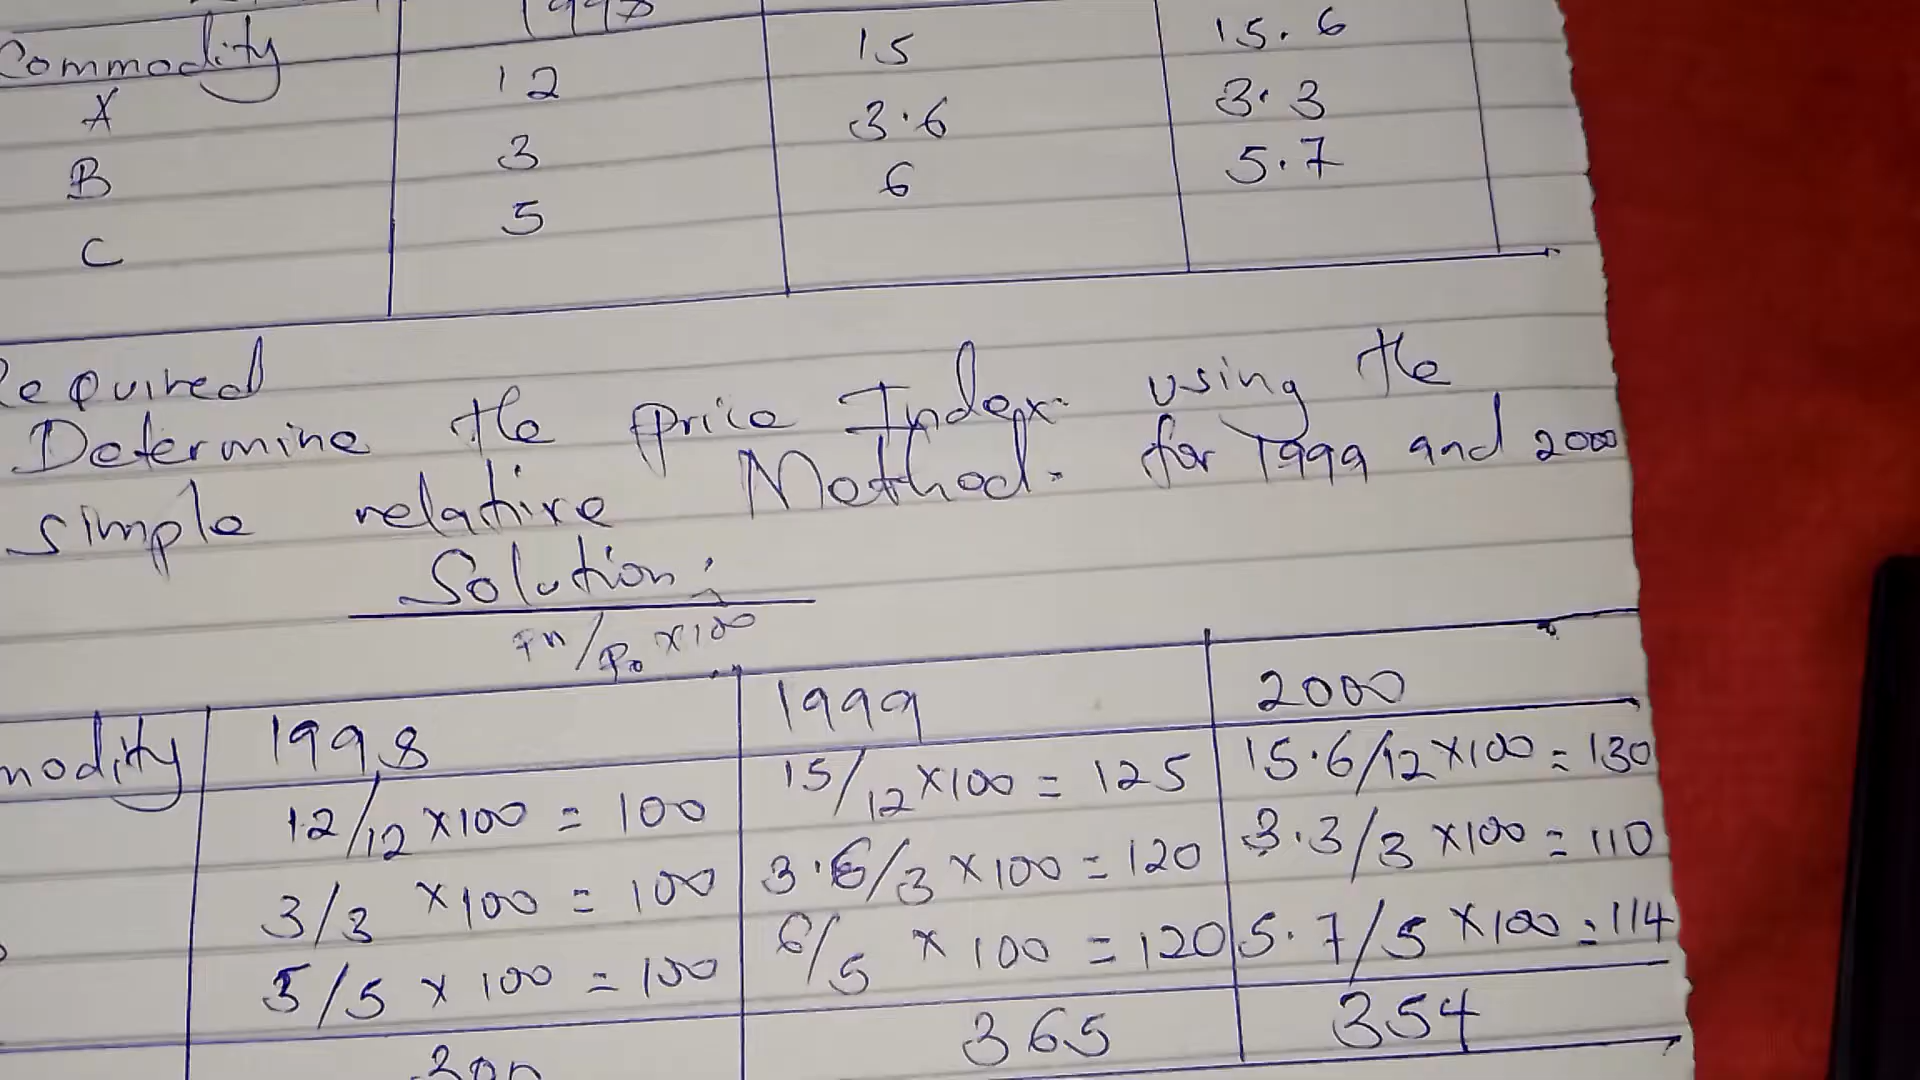 Commodity 1998
A 12 15 15.6
B 3 3.6 3.3
C 5 6 5.7
Required
Determine the price Index using the
simple relative Method. for 1999 and 2000
Solution:
Pn/Po x100
modity 1998 1999 2000
12/12 x100 = 100 15/12 x100 = 125 15.6/12 x100 = 130
3/3 x100 = 100 3.6/3 x100 = 120 3.3/3 x100 = 110
5/5 x 100 = 100 6/5 x 100 = 120 5.7/5 x100 = 114
300 365 354